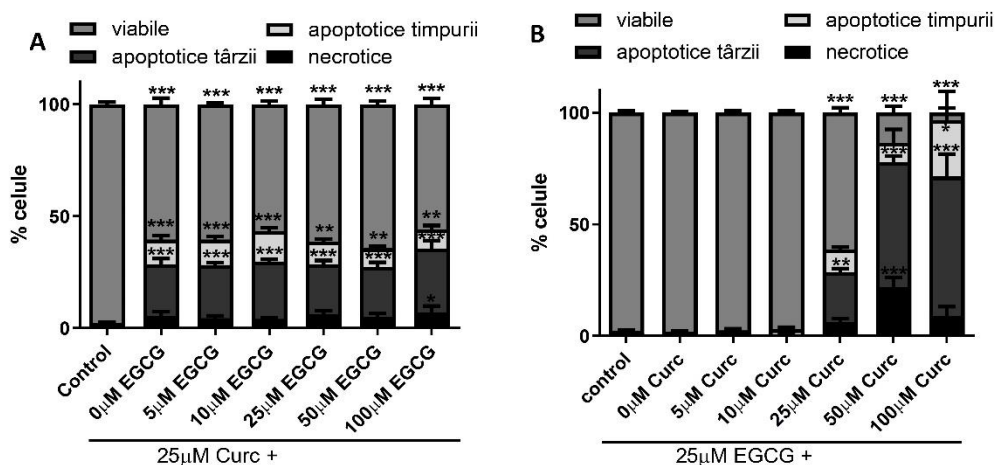 A
viabile
apoptotice timpurii
apoptotice târzii
necrotice
% celule
100
50
0
*** *** *** *** *** ***
*** *** *** ** ** **
*** *** *** *** *** ***
*
Control
0µM EGCG
5µM EGCG
10µM EGCG
25µM EGCG
50µM EGCG
100µM EGCG
25µM Curc +
B
viabile
apoptotice timpurii
apoptotice târzii
necrotice
% celule
100
50
0
*** *** ***
*
*** ***
**
***
control
0µM Curc
5µM Curc
10µM Curc
25µM Curc
50µM Curc
100µM Curc
25µM EGCG +